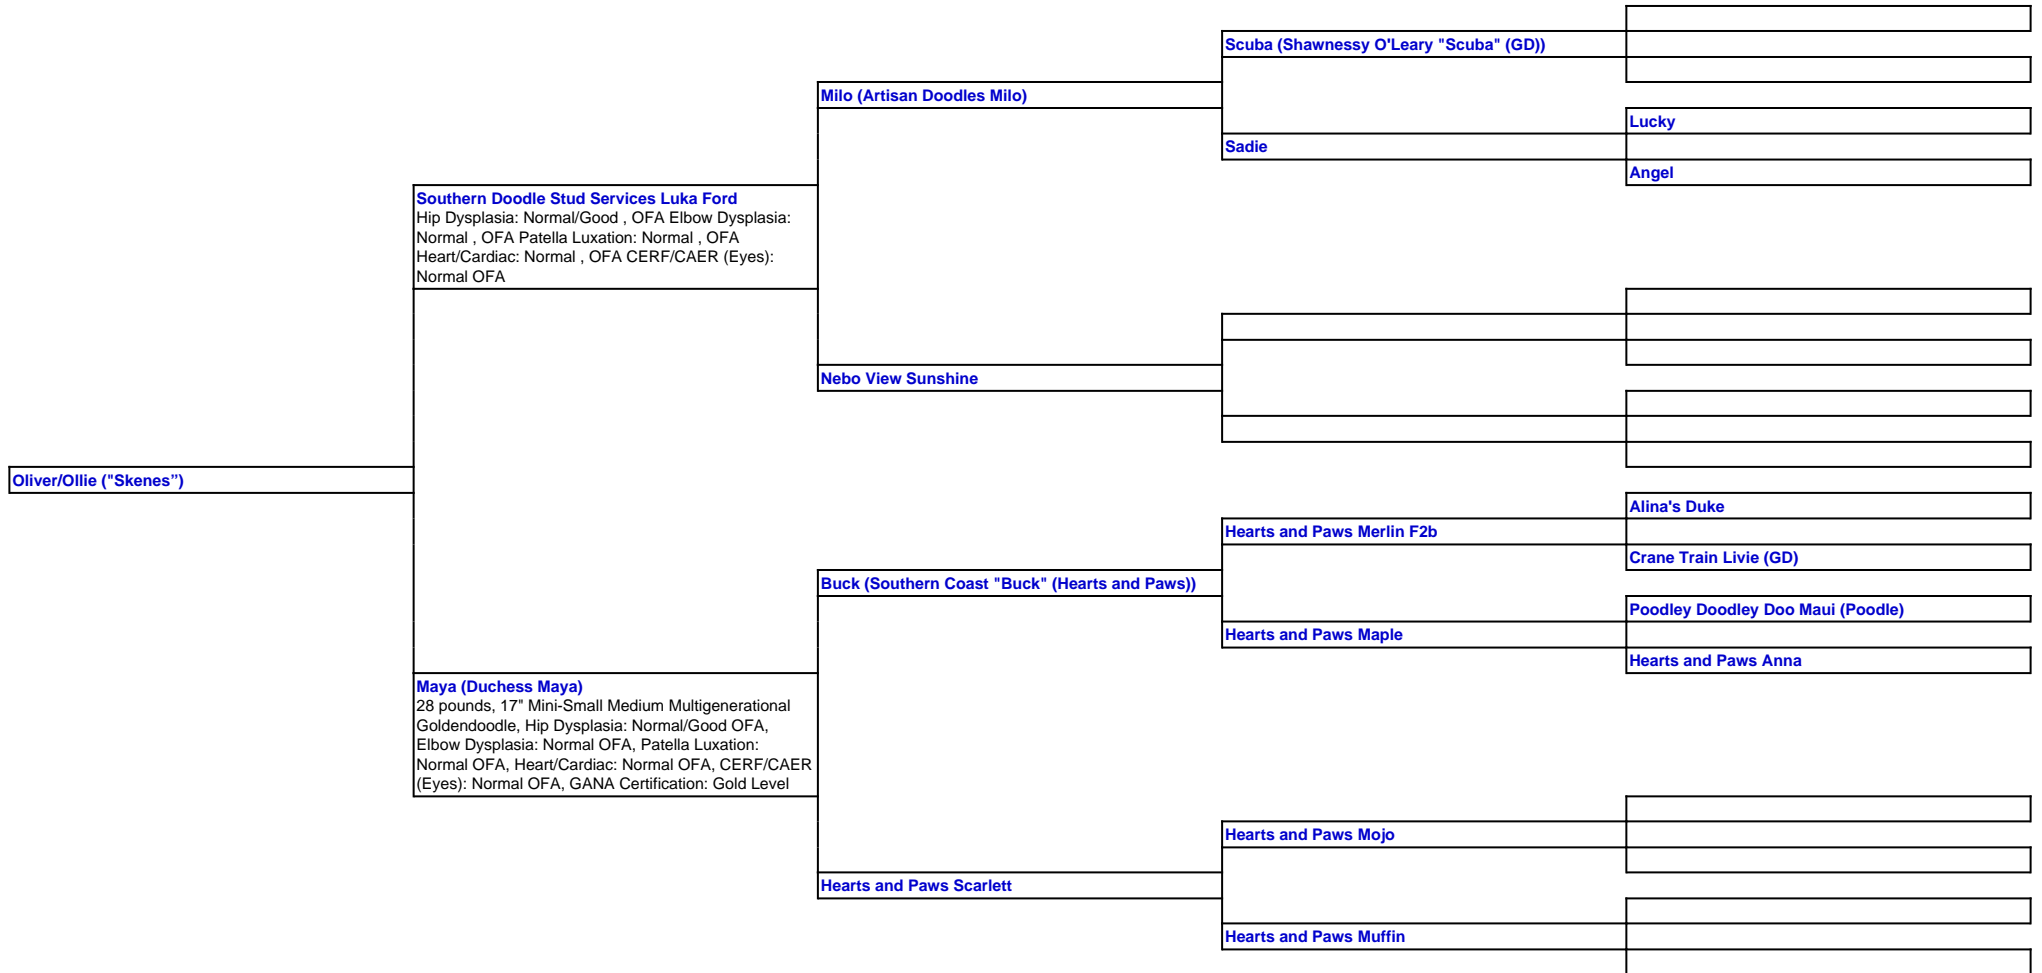 Scuba (Shawnessy O'Leary "Scuba" (GD))
Milo (Artisan Doodles Milo)
Lucky
Sadie
Angel
Southern Doodle Stud Services Luka Ford
Hip Dysplasia: Normal/Good , OFA Elbow Dysplasia:
Normal , OFA Patella Luxation: Normal , OFA
Heart/Cardiac: Normal , OFA CERF/CAER (Eyes):
Normal OFA
Nebo View Sunshine
Oliver/Ollie ("Skenes”)
Alina's Duke
Hearts and Paws Merlin F2b
Crane Train Livie (GD)
Buck (Southern Coast "Buck" (Hearts and Paws))
Poodley Doodley Doo Maui (Poodle)
Hearts and Paws Maple
Hearts and Paws Anna
Maya (Duchess Maya)
28 pounds, 17" Mini-Small Medium Multigenerational
Goldendoodle, Hip Dysplasia: Normal/Good OFA,
Elbow Dysplasia: Normal OFA, Patella Luxation:
Normal OFA, Heart/Cardiac: Normal OFA, CERF/CAER
(Eyes): Normal OFA, GANA Certification: Gold Level
Hearts and Paws Mojo
Hearts and Paws Scarlett
Hearts and Paws Muffin